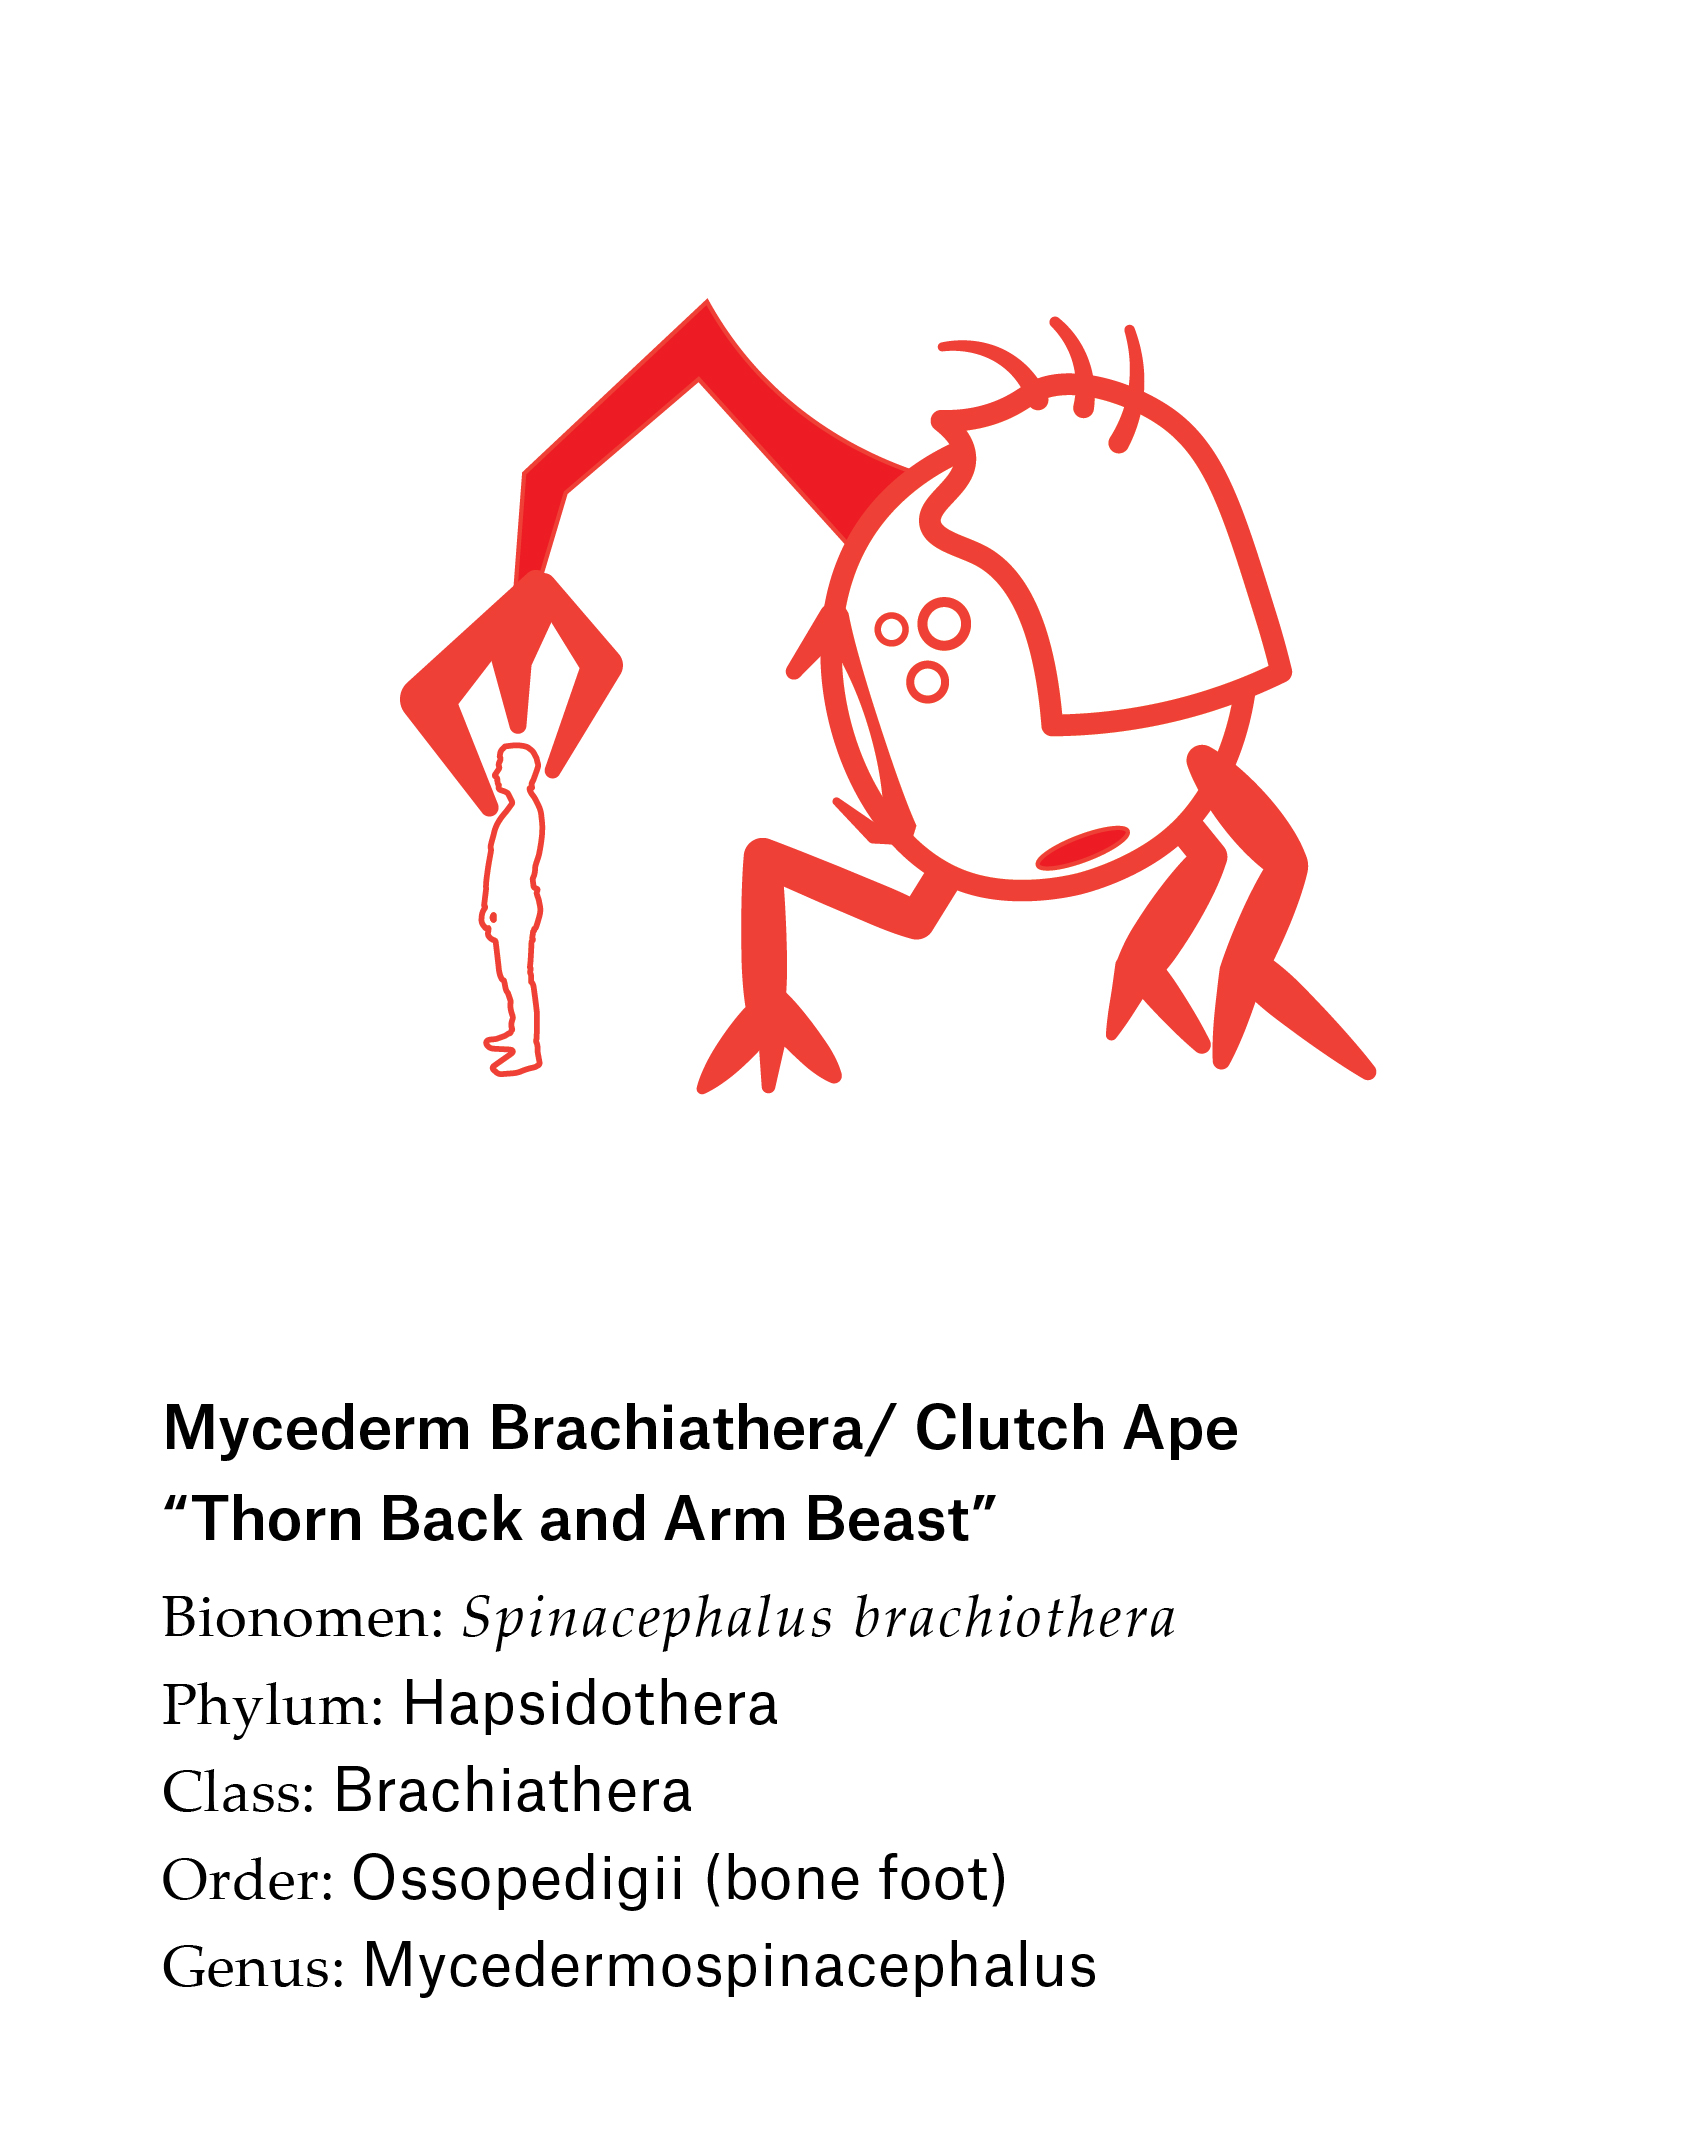 Mycederm Brachiathera/ Clutch Ape
“Thorn Back and Arm Beast”
Bionomen: Spinacephalus brachiothera
Phylum: Hapsidothera
Class: Brachiathera
Order: Ossopedigii (bone foot)
Genus: Mycedermospinacephalus